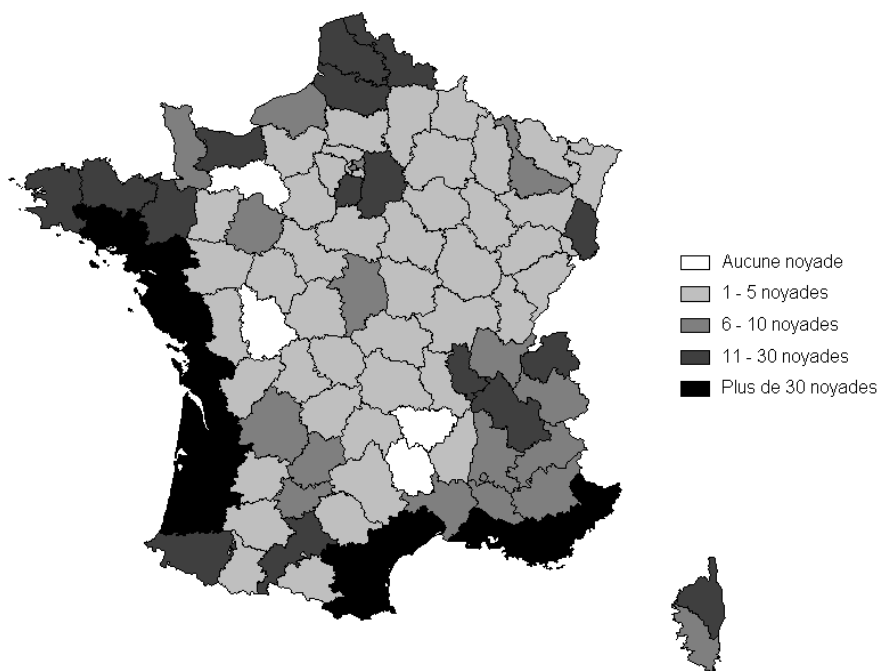 Aucune noyade
1 - 5 noyades
6 - 10 noyades
11 - 30 noyades
Plus de 30 noyades